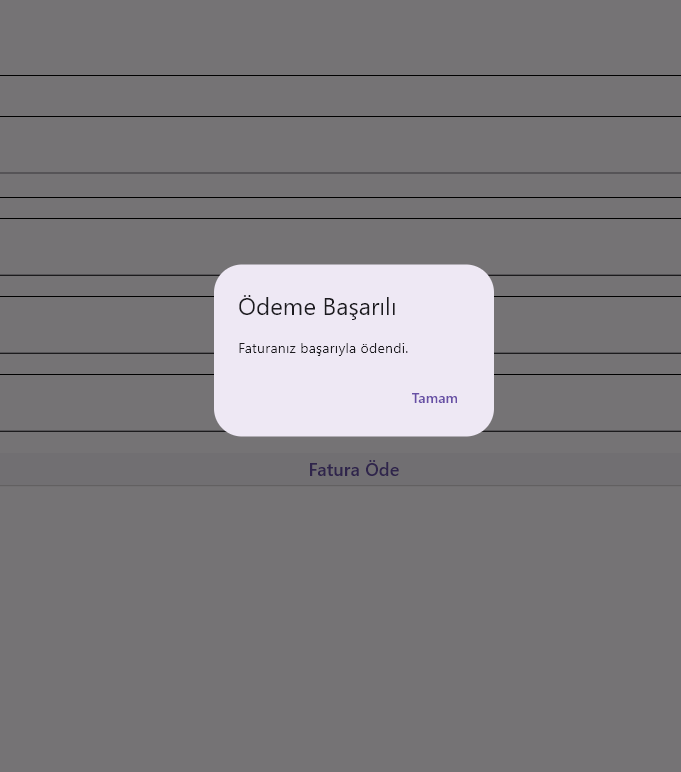 Ödeme Başarılı
Faturanız başarıyla ödendi.
Tamam
Fatura Öde